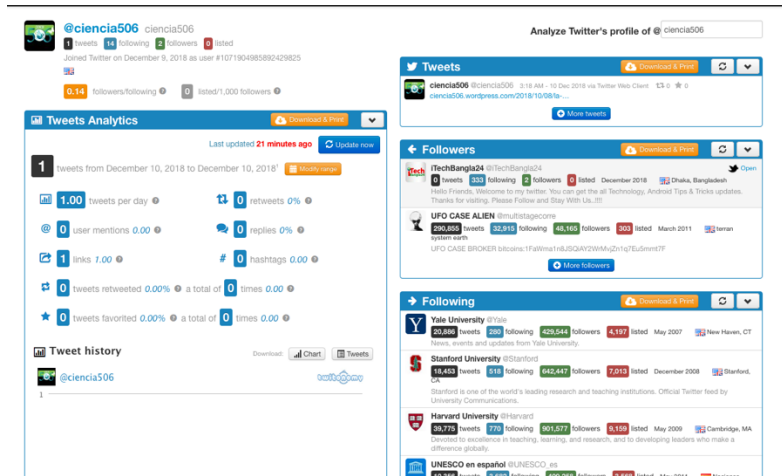 @ciencia506 ciencia506
1 tweets 14 following 2 followers 0 listed
Joined Twitter on December 9, 2018 as user #1071904985892429825
0.14 followers/following 0 listed/1,000 followers
Tweets Analytics Download & Print
Last updated 21 minutes ago Update now
1 tweets from December 10, 2018 to December 10, 2018¹ Modify range
1.00 tweets per day 0 retweets 0%
@ 0 user mentions 0.00 0 replies 0%
1 links 1.00 # 0 hashtags 0.00
0 tweets retweeted 0.00% a total of 0 times 0.00
0 tweets favorited 0.00% a total of 0 times 0.00
Tweet history Download: Chart Tweets
@ciencia506 twitonomy
1
Analyze Twitter's profile of @ ciencia506
Tweets Download & Print
ciencia506 @ciencia506 3:18 AM - 10 Dec 2018 via Twitter Web Client 0 0
ciencia506.wordpress.com/2018/10/08/la-...
More tweets
Followers Download & Print
iTechBangla24 @iTechBangla24 Open
0 tweets 333 following 2 followers 0 listed December 2018 Dhaka, Bangladesh
Hello Friends, Welcome to my twitter. You can get the all Technology, Android Tips & Tricks updates.
Thanks for visiting. Please Follow and Stay With Us..!!!!
UFO CASE ALIEN @multistagecorre
290,855 tweets 32,915 following 48,165 followers 303 listed March 2011 terran
system earth
UFO CASE BROKER bitcoins:
More followers
Following Download & Print
Yale University @Yale
20,886 tweets 280 following 429,544 followers 4,197 listed May 2007 New Haven, CT
News, events and updates from Yale University.
Stanford University @Stanford
18,453 tweets 518 following 642,447 followers 7,013 listed December 2008 Stanford,
CA
Stanford is one of the world's leading research and teaching institutions. Official Twitter feed by
University Communications.
Harvard University @Harvard
39,775 tweets 770 following 901,577 followers 9,159 listed May 2009 Cambridge, MA
Devoted to excellence in teaching, learning, and research, and to developing leaders who make a
difference globally.
UNESCO en español @UNESCO_es